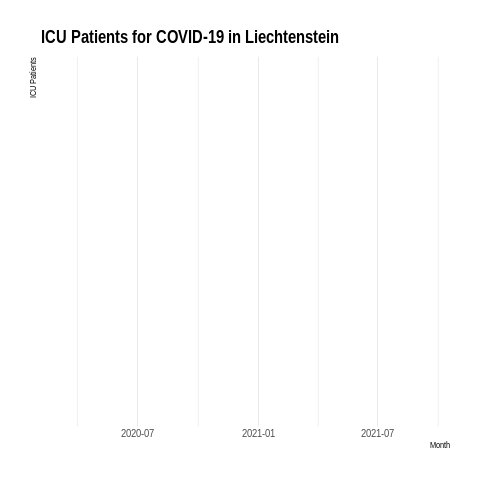 ICU Patients for COVID-19 in Liechtenstein
ICU Patients
2020-07
2021-01
2021-07
Month